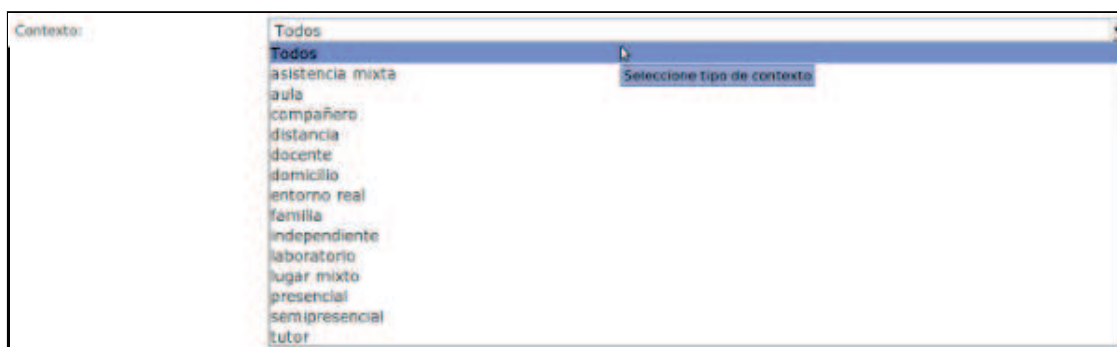 Contexto:
Todos
Todos
asistencia mixta
Seleccione tipo de contexto
aula
compañero
distancia
docente
domicilio
entorno real
familia
independiente
laboratorio
lugar mixto
presencial
semipresencial
tutor